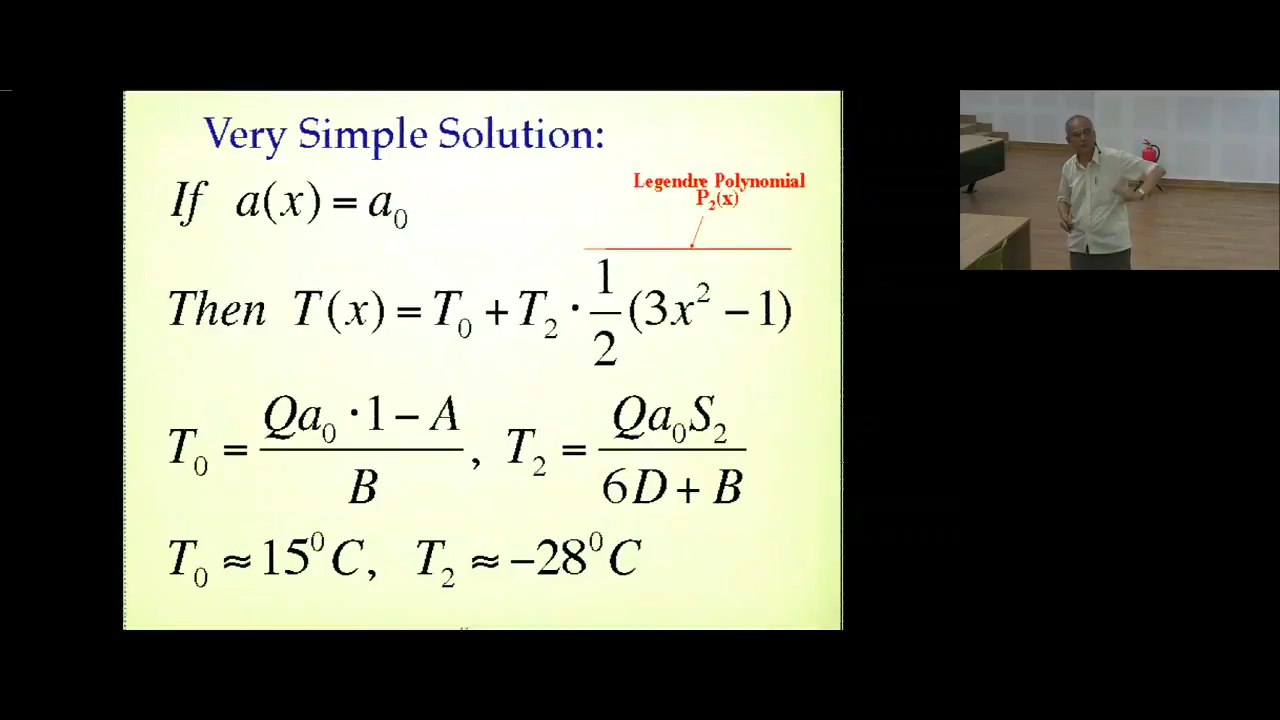 Very Simple Solution:
If a(x) = a₀
Legendre Polynomial
P₂(x)
Then T(x) = T₀ + T₂ · 1/2 (3x² − 1)
T₀ = (Qa₀ · 1 − A)/B , T₂ = Qa₀S₂/(6D + B)
T₀ ≈ 15⁰C, T₂ ≈ −28⁰C